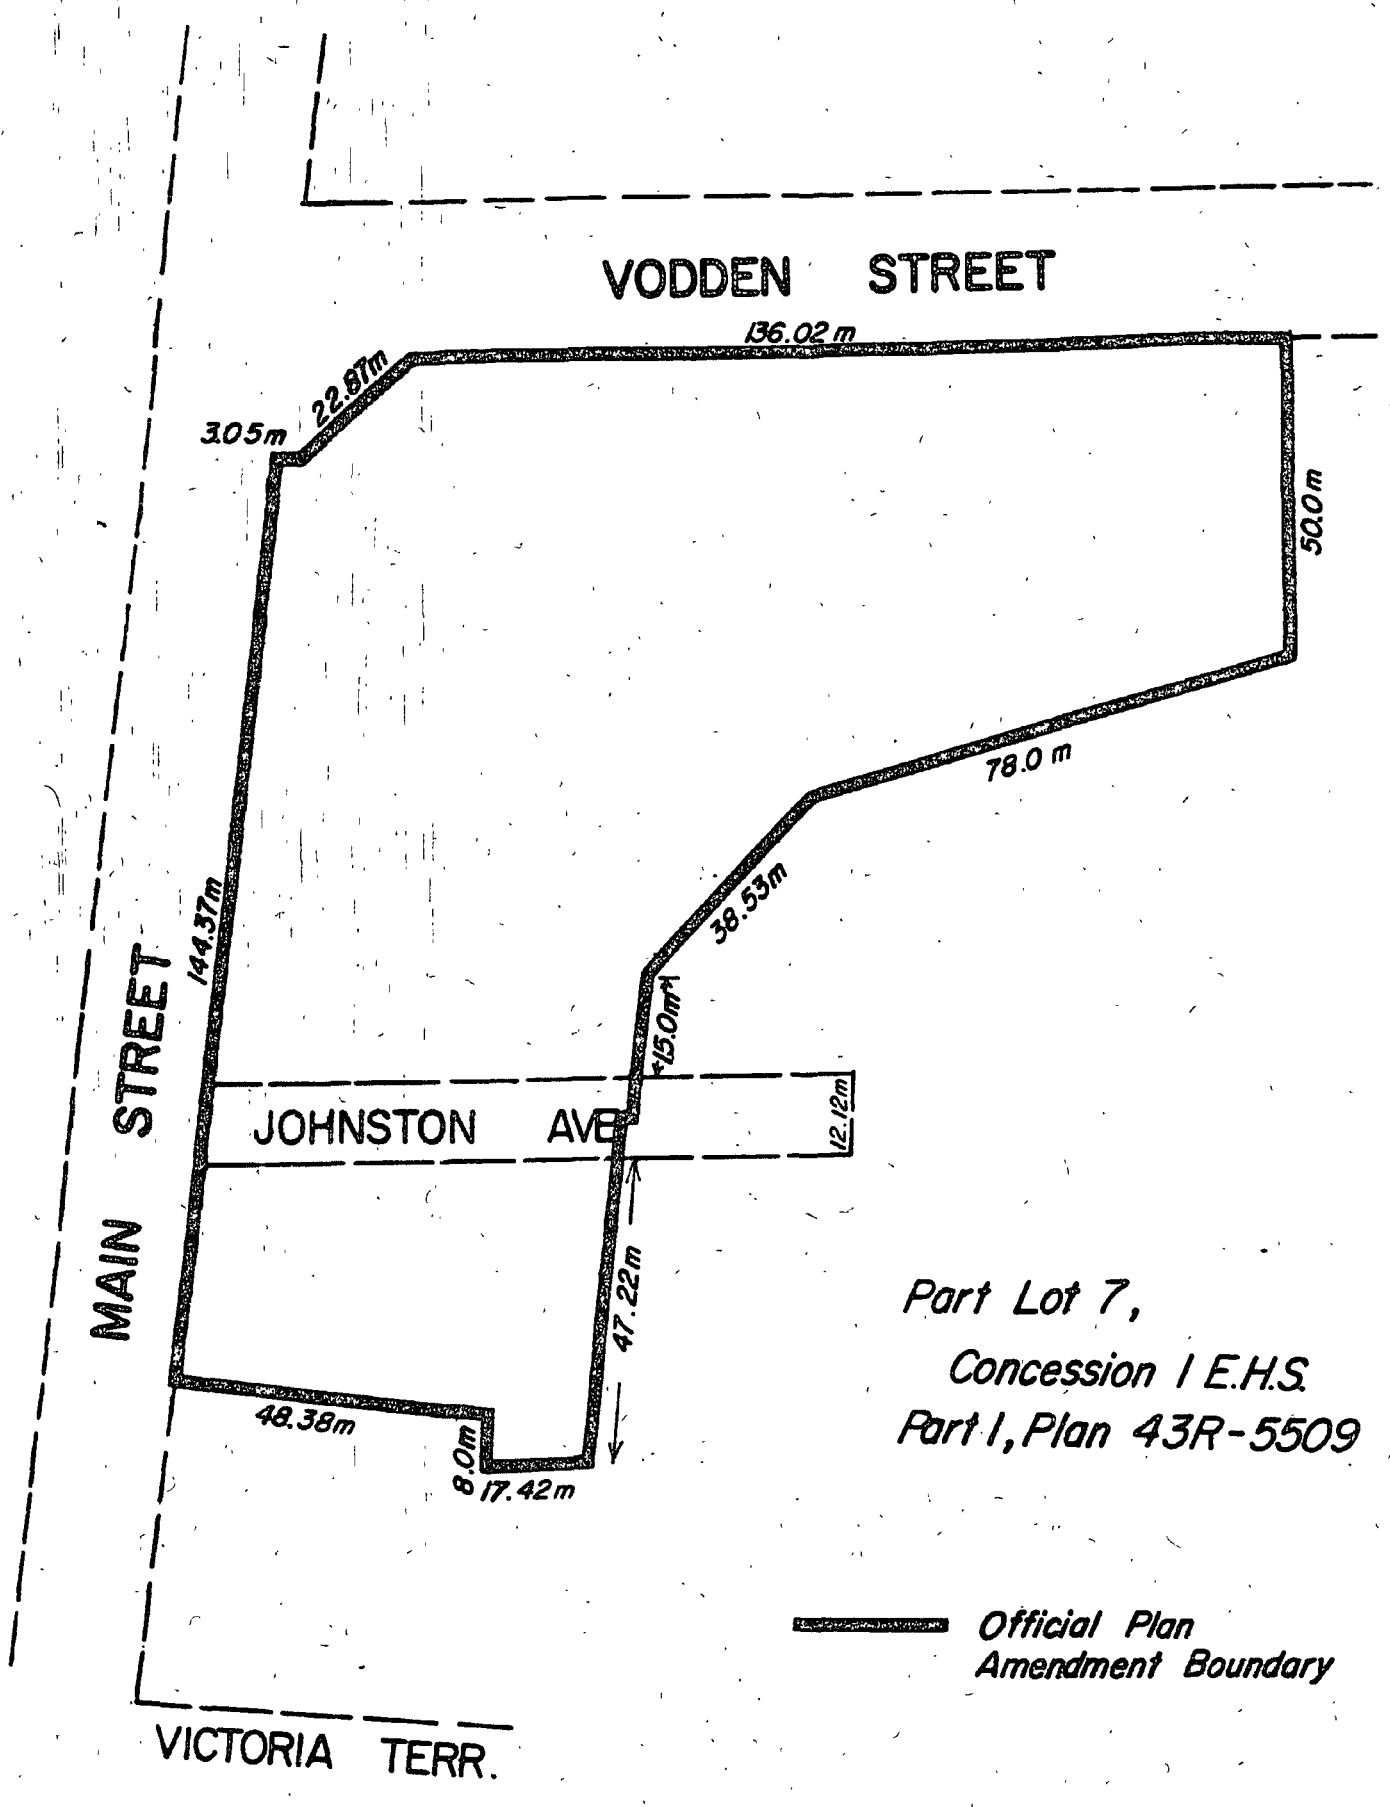 VODDEN STREET
136.02 m
22.87m
3.05m
50.0 m
78.0 m
38.53m
144.37m
15.0m
MAIN STREET
JOHNSTON AVE
12.12m
47.22m
48.38m
8.0m
17.42m
Part Lot 7,
Concession 1 E.H.S.
Part 1, Plan 43R-5509
Official Plan
Amendment Boundary
VICTORIA TERR.